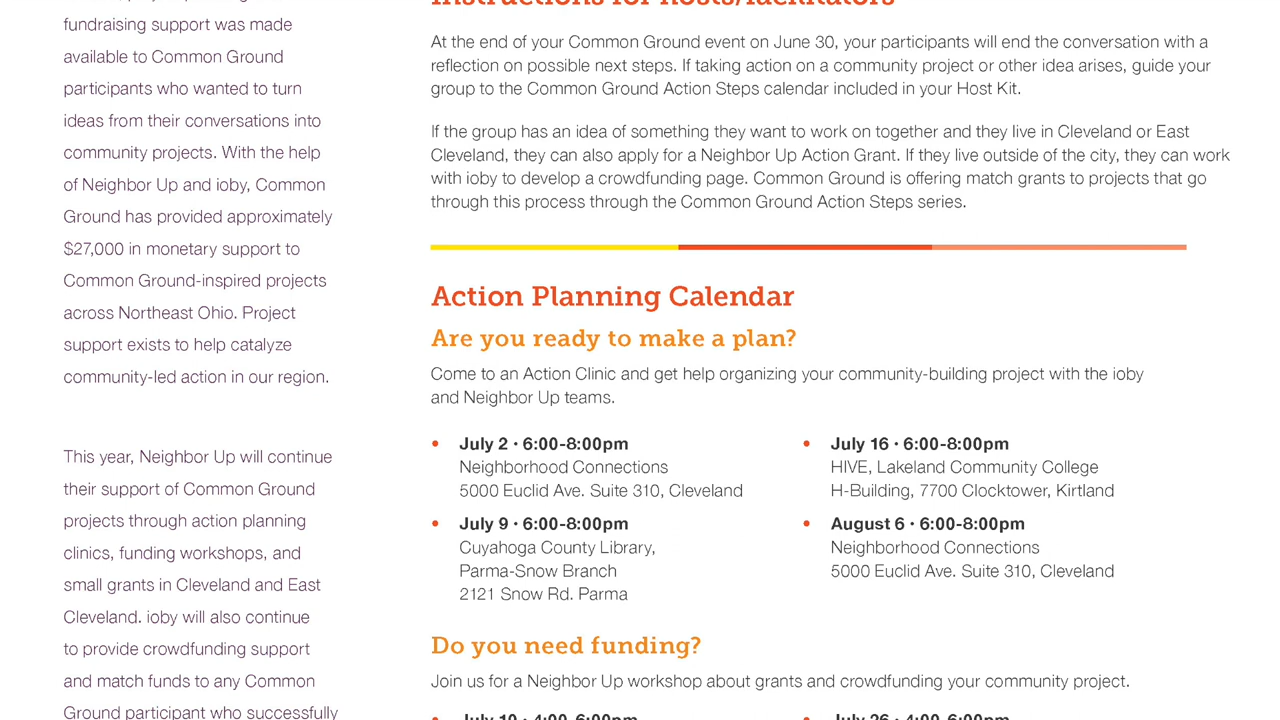 fundraising support was made
available to Common Ground
participants who wanted to turn
ideas from their conversations into
community projects. With the help
of Neighbor Up and ioby, Common
Ground has provided approximately
$27,000 in monetary support to
Common Ground-inspired projects
across Northeast Ohio. Project
support exists to help catalyze
community-led action in our region.
This year, Neighbor Up will continue
their support of Common Ground
projects through action planning
clinics, funding workshops, and
small grants in Cleveland and East
Cleveland. ioby will also continue
to provide crowdfunding support
and match funds to any Common
Ground participant who successfully
Instructions for hosts/facilitators
At the end of your Common Ground event on June 30, your participants will end the conversation with a
reflection on possible next steps. If taking action on a community project or other idea arises, guide your
group to the Common Ground Action Steps calendar included in your Host Kit.
If the group has an idea of something they want to work on together and they live in Cleveland or East
Cleveland, they can also apply for a Neighbor Up Action Grant. If they live outside of the city, they can work
with ioby to develop a crowdfunding page. Common Ground is offering match grants to projects that go
through this process through the Common Ground Action Steps series.
Action Planning Calendar
Are you ready to make a plan?
Come to an Action Clinic and get help organizing your community-building project with the ioby
and Neighbor Up teams.
• July 2 • 6:00-8:00pm
Neighborhood Connections
5000 Euclid Ave. Suite 310, Cleveland
• July 9 • 6:00-8:00pm
Cuyahoga County Library,
Parma-Snow Branch
2121 Snow Rd. Parma
• July 16 • 6:00-8:00pm
HIVE, Lakeland Community College
H-Building, 7700 Clocktower, Kirtland
• August 6 • 6:00-8:00pm
Neighborhood Connections
5000 Euclid Ave. Suite 310, Cleveland
Do you need funding?
Join us for a Neighbor Up workshop about grants and crowdfunding your community project.
• July 10 • 4:00-6:00pm
• July 26 • 4:00-6:00pm